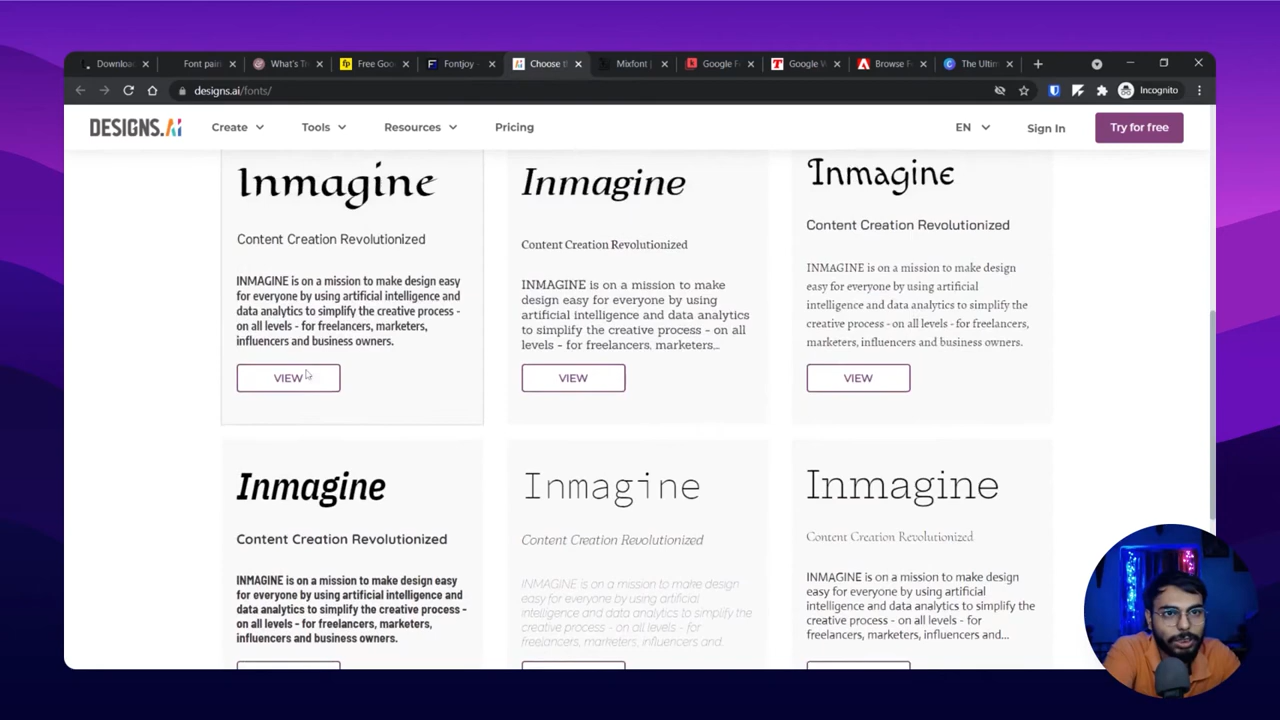 Download
Font pairi
What's Tr
Free Goo
Fontjoy -
Choose th
Mixfont
Google Fo
Google W
Browse F
The Ultim
designs.ai/fonts/
Incognito
DESIGNS.AI
Create
Tools
Resources
Pricing
EN
Sign In
Try for free
Inmagine
Content Creation Revolutionized
INMAGINE is on a mission to make design easy
for everyone by using artificial intelligence and
data analytics to simplify the creative process -
on all levels - for freelancers, marketers,
influencers and business owners.
VIEW
Inmagine
Content Creation Revolutionized
INMAGINE is on a mission to make
design easy for everyone by using
artificial intelligence and data analytics
to simplify the creative process - on all
levels - for freelancers, marketers...
VIEW
Inmagine
Content Creation Revolutionized
INMAGINE is on a mission to make design
easy for everyone by using artificial
intelligence and data analytics to simplify the
creative process - on all levels - for freelancers,
marketers, influencers and business owners.
VIEW
Inmagine
Content Creation Revolutionized
INMAGINE is on a mission to make design easy
for everyone by using artificial intelligence and
data analytics to simplify the creative process -
on all levels - for freelancers, marketers,
influencers and business owners.
Inmagine
Content Creation Revolutionized
INMAGINE is on a mission to make design
easy for everyone by using artificial
intelligence and data analytics to simplify the
creative process - on all levels - for
freelancers, marketers, influencers and...
Inmagine
Content Creation Revolutionized
INMAGINE is on a mission to make design
easy for everyone by using artificial
intelligence and data analytics to simplify the
creative process - on all levels - for
freelancers, marketers, influencers and...